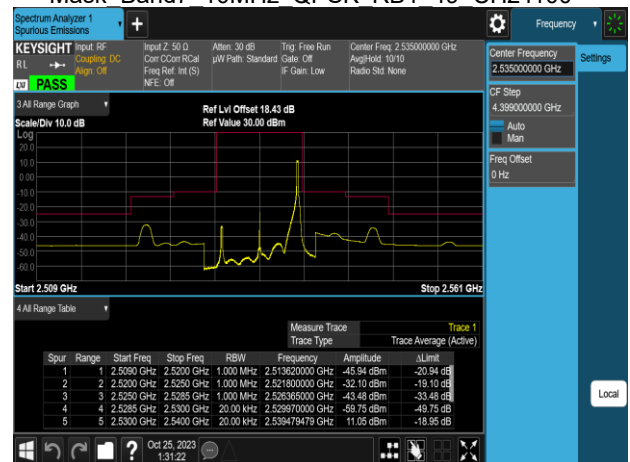 Spectrum Analyzer 1
Spurious Emissions
Frequency
KEYSIGHT Input: RF Input Z: 50 Ω Atten: 30 dB Trig: Free Run Center Freq: 2.535000000 GHz
RL Coupling: DC Corr CCorr RCal µW Path: Standard Gate: Off Avg|Hold: 10/10
Align: Off Freq Ref: Int (S) IF Gain: Low Radio Std: None
LXI PASS NFE: Off
Center Frequency
2.535000000 GHz
Settings
CF Step
4.399000000 GHz
Auto
Man
Freq Offset
0 Hz
3 All Range Graph
Ref Lvl Offset 18.43 dB
Scale/Div 10.0 dB Ref Value 30.00 dBm
Log
20.0
10.0
0.00
-10.0
-20.0
-30.0
-40.0
-50.0
-60.0
Start 2.509 GHz Stop 2.561 GHz
4 All Range Table
Measure Trace Trace 1
Trace Type Trace Average (Active)
Spur Range Start Freq Stop Freq RBW Frequency Amplitude ΔLimit
1 1 2.5090 GHz 2.5200 GHz 1.000 MHz 2.513620000 GHz -45.94 dBm -20.94 dB
2 2 2.5200 GHz 2.5250 GHz 1.000 MHz 2.521800000 GHz -32.10 dBm -19.10 dB
3 3 2.5250 GHz 2.5285 GHz 1.000 MHz 2.526365000 GHz -43.48 dBm -33.48 dB
4 4 2.5285 GHz 2.5300 GHz 20.00 kHz 2.529970000 GHz -59.75 dBm -49.75 dB
5 5 2.5300 GHz 2.5400 GHz 20.00 kHz 2.539479479 GHz 11.05 dBm -18.95 dB
Local
Oct 25, 2023
1:31:22